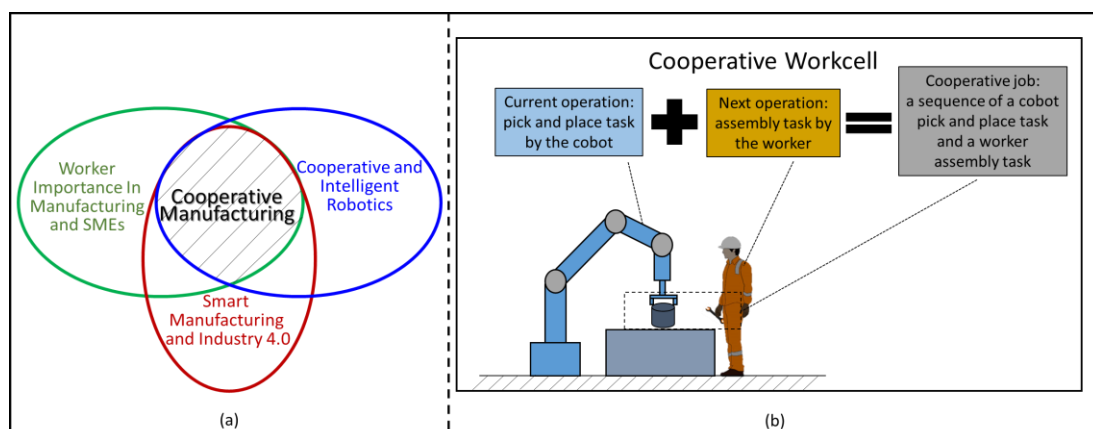 Worker
Importance In
Manufacturing
and SMEs
Cooperative
Manufacturing
Cooperative and
Intelligent
Robotics
Smart
Manufacturing
and Industry 4.0
(a)
Cooperative Workcell
Current operation:
pick and place task
by the cobot
Next operation:
assembly task by
the worker
Cooperative job:
a sequence of a cobot
pick and place task
and a worker
assembly task
(b)